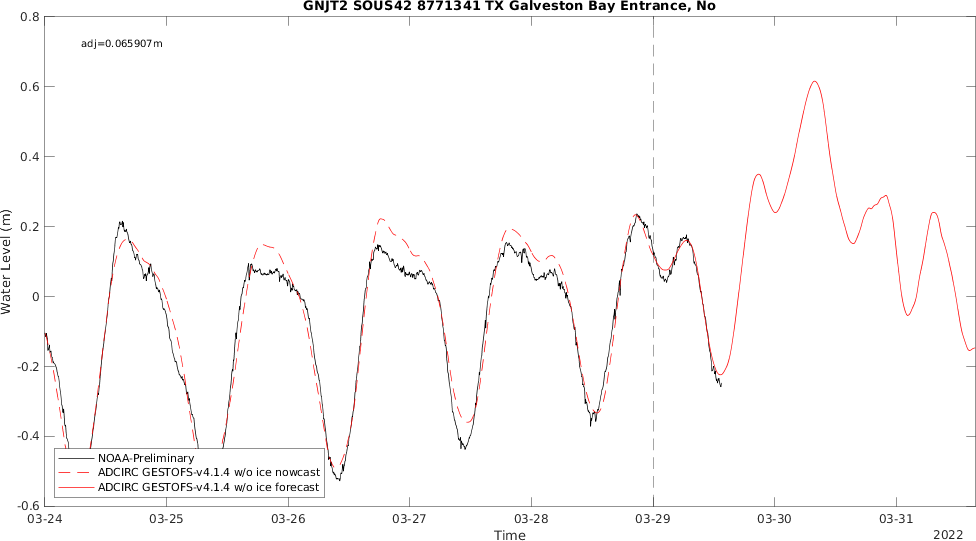 GNJT2 SOUS42 8771341 TX Galveston Bay Entrance, No
adj=0.065907m
Water Level (m)
0.8
0.6
0.4
0.2
0
-0.2
-0.4
-0.6
NOAA-Preliminary
ADCIRC GESTOFS-v4.1.4 w/o ice nowcast
ADCIRC GESTOFS-v4.1.4 w/o ice forecast
03-24 03-25 03-26 03-27 03-28 03-29 03-30 03-31
Time
2022